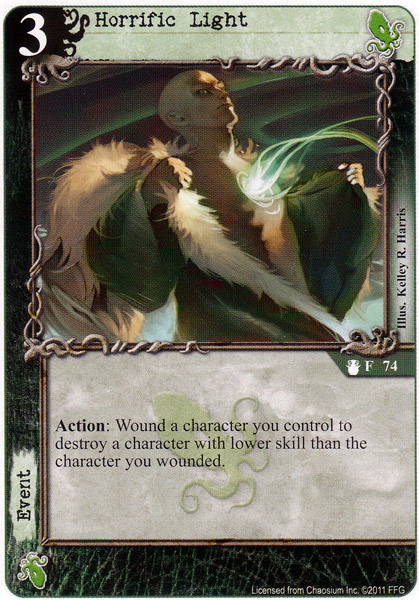 3
Horrific Light
Illus. Kelley R. Harris
F 74
Action: Wound a character you control to
destroy a character with lower skill than the
character you wounded.
Event
Licensed from Chaosium Inc. ©2011 FFG